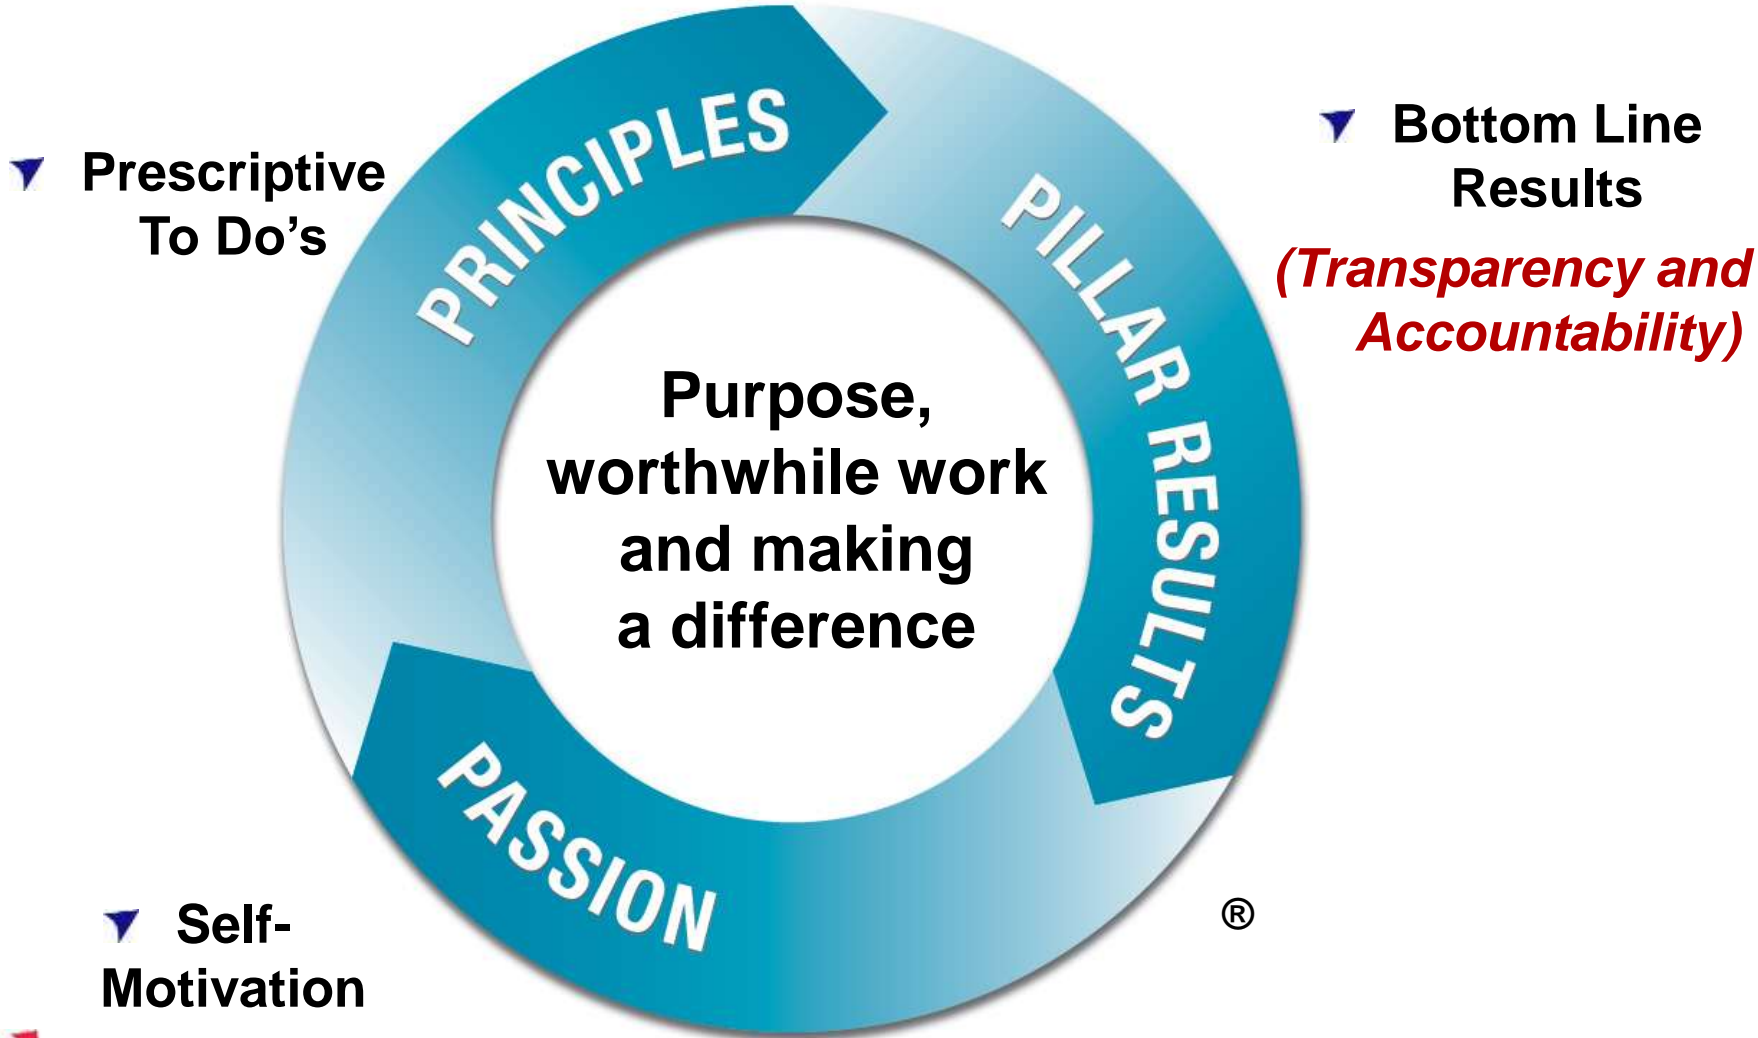 Prescriptive
To Do’s
PRINCIPLES
PILLAR RESULTS
Bottom Line
Results
(Transparency and
Accountability)
Purpose,
worthwhile work
and making
a difference
PASSION
Self-
Motivation
®